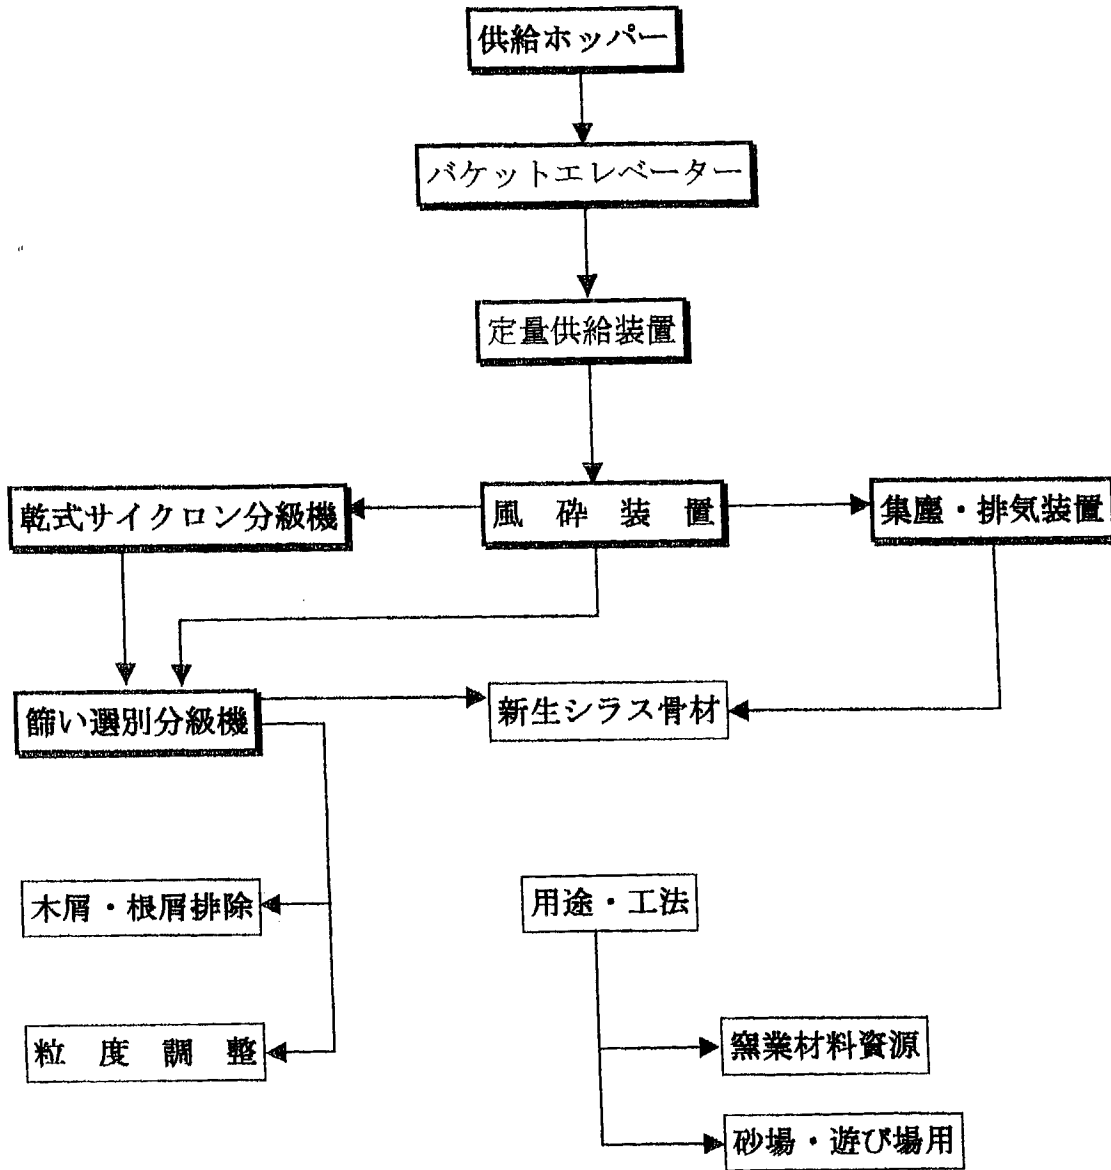 供給ホッパー
バケットエレベーター
定量供給装置
乾式サイクロン分級機
風砕装置
集塵・排気装置
篩い選別分級機
新生シラス骨材
木屑・根屑排除
用途・工法
粒度調整
窯業材料資源
砂場・遊び場用